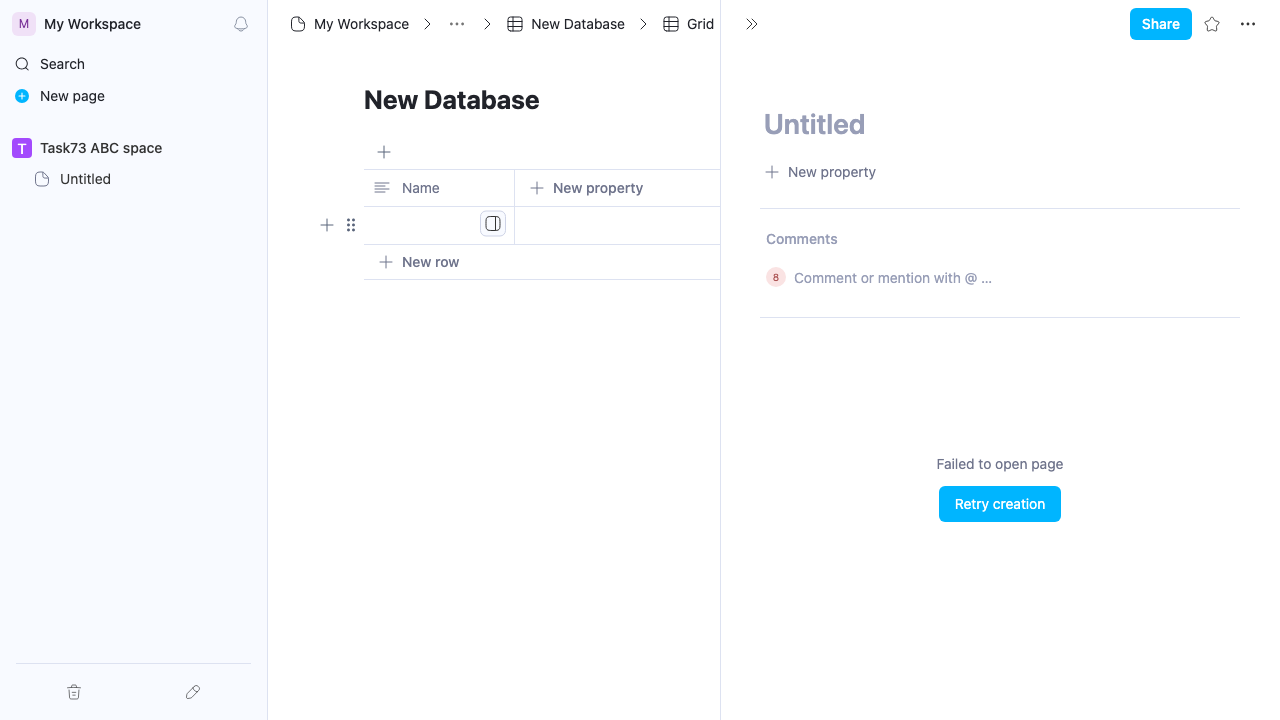 M My Workspace
Search
New page
T Task73 ABC space
Untitled
My Workspace
New Database
Grid
New Database
Name
New property
New row
Share
Untitled
New property
Comments
8 Comment or mention with @ ...
Failed to open page
Retry creation